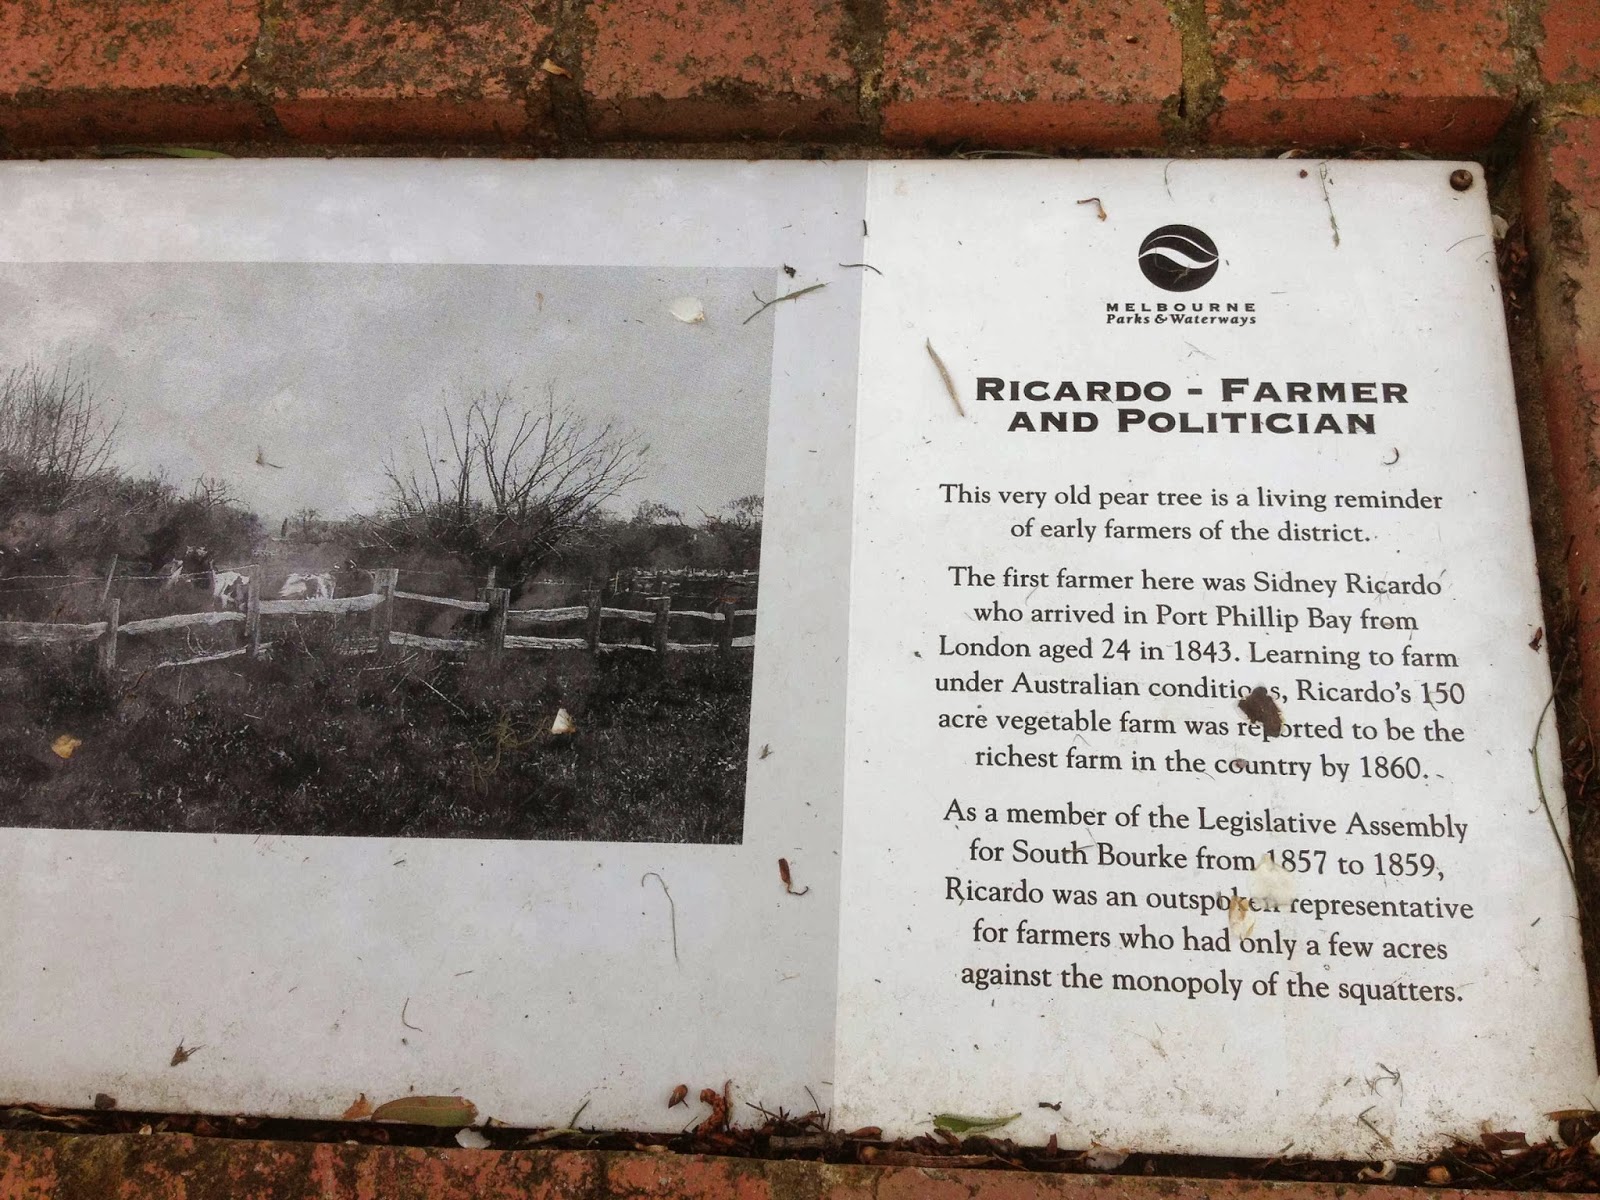 MELBOURNE
Parks & Waterways
RICARDO - FARMER
AND POLITICIAN
This very old pear tree is a living reminder
of early farmers of the district.
The first farmer here was Sidney Ricardo
who arrived in Port Phillip Bay from
London aged 24 in 1843. Learning to farm
under Australian conditions, Ricardo's 150
acre vegetable farm was reported to be the
richest farm in the country by 1860.
As a member of the Legislative Assembly
for South Bourke from 1857 to 1859,
Ricardo was an outspoken representative
for farmers who had only a few acres
against the monopoly of the squatters.